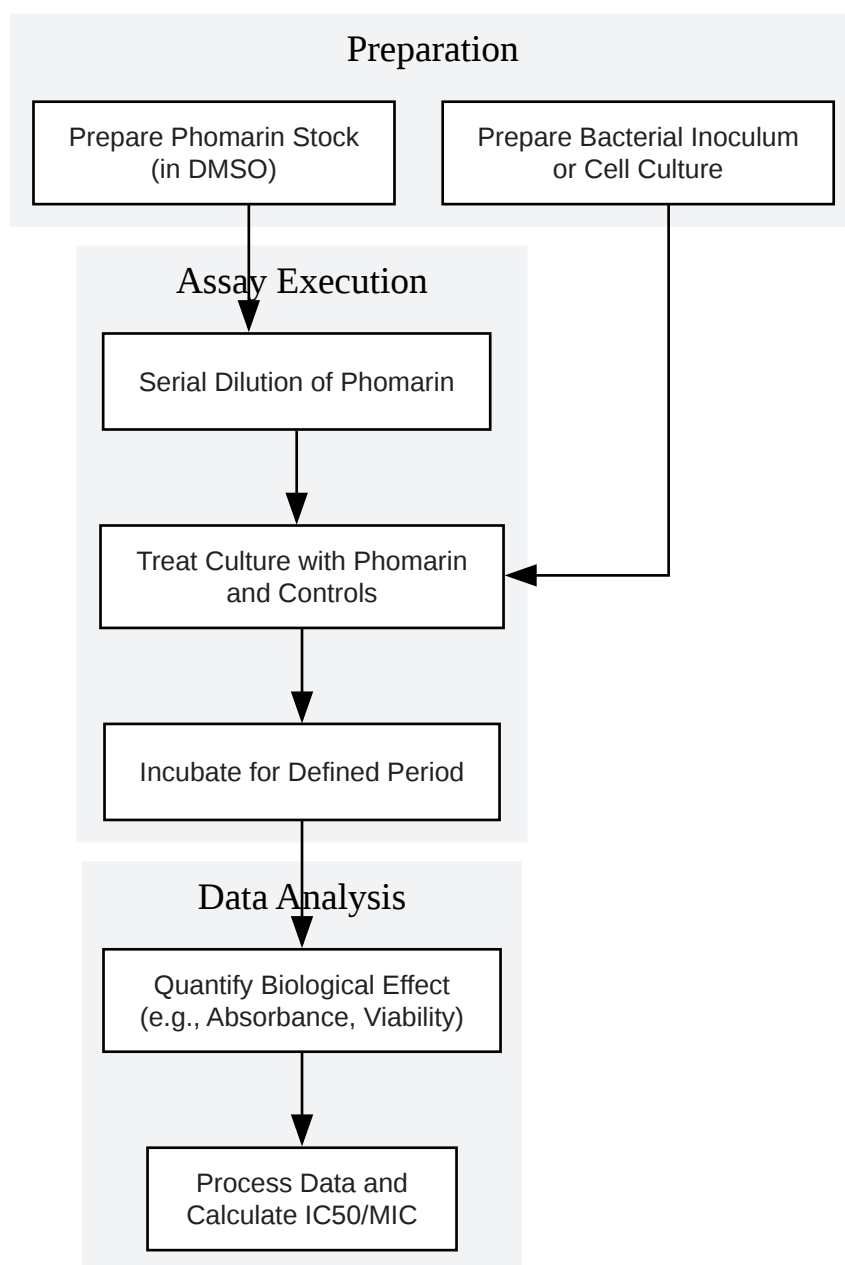 Preparation
Prepare Phomarin Stock
(in DMSO)
Prepare Bacterial Inoculum
or Cell Culture
Assay Execution
Serial Dilution of Phomarin
Treat Culture with Phomarin
and Controls
Incubate for Defined Period
Data Analysis
Quantify Biological Effect
(e.g., Absorbance, Viability)
Process Data and
Calculate IC50/MIC